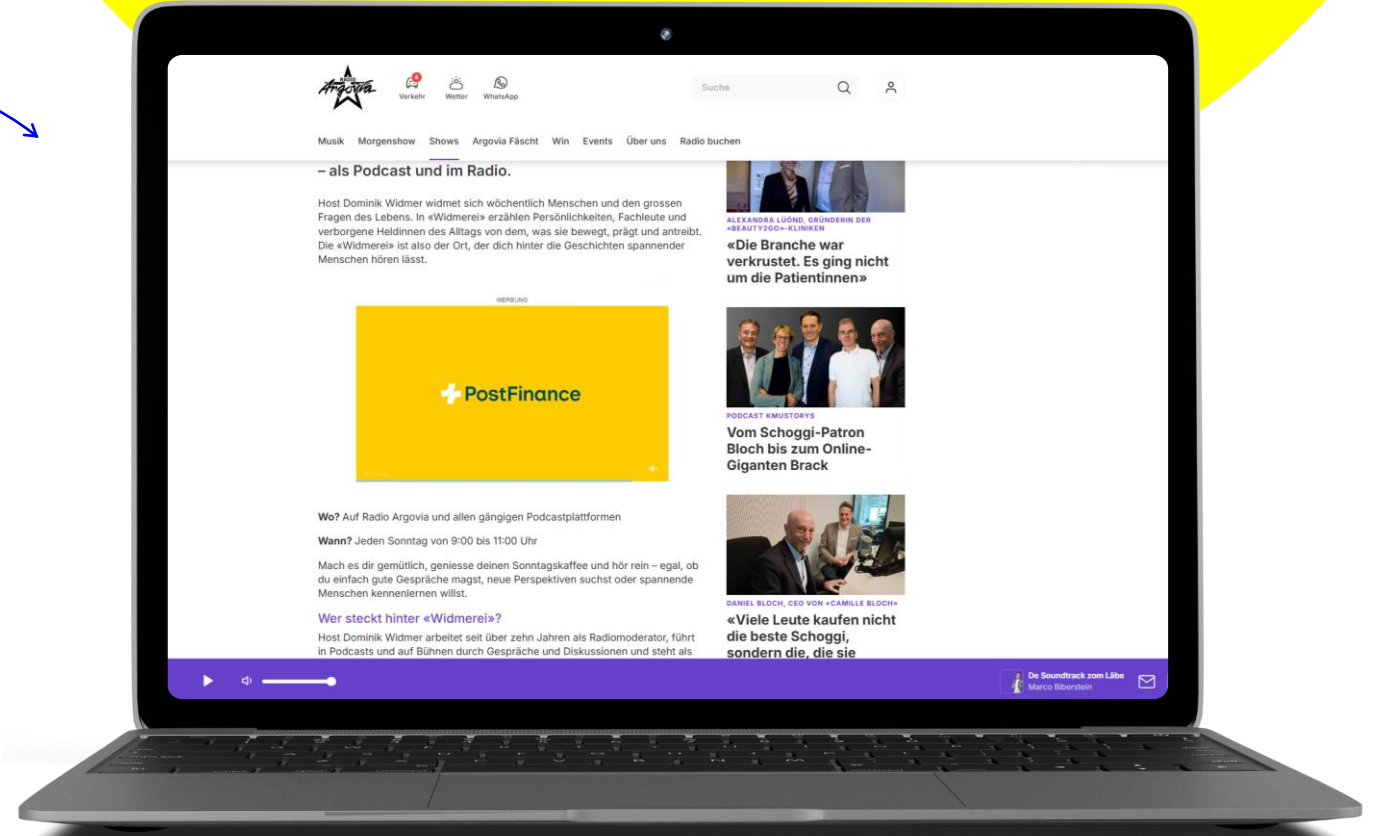 RADIO
Argovia
4
Verkehr
Wetter
WhatsApp
Suche
Musik Morgenshow Shows Argovia Fäscht Win Events Über uns Radio buchen
– als Podcast und im Radio.
Host Dominik Widmer widmet sich wöchentlich Menschen und den grossen
Fragen des Lebens. In «Widmerei» erzählen Persönlichkeiten, Fachleute und
verborgene Heldinnen des Alltags von dem, was sie bewegt, prägt und antreibt.
Die «Widmerei» ist also der Ort, der dich hinter die Geschichten spannender
Menschen hören lässt.
WERBUNG
PostFinance
Wo? Auf Radio Argovia und allen gängigen Podcastplattformen
Wann? Jeden Sonntag von 9:00 bis 11:00 Uhr
Mach es dir gemütlich, geniesse deinen Sonntagskaffee und hör rein – egal, ob
du einfach gute Gespräche magst, neue Perspektiven suchst oder spannende
Menschen kennenlernen willst.
Wer steckt hinter «Widmerei»?
Host Dominik Widmer arbeitet seit über zehn Jahren als Radiomoderator, führt
in Podcasts und auf Bühnen durch Gespräche und Diskussionen und steht als
ALEXANDRA LÜÖND, GRÜNDERIN DER
«BEAUTY2GO»-KLINIKEN
«Die Branche war
verkrustet. Es ging nicht
um die Patientinnen»
PODCAST KMUSTORYS
Vom Schoggi-Patron
Bloch bis zum Online-
Giganten Brack
DANIEL BLOCH, CEO VON «CAMILLE BLOCH»
«Viele Leute kaufen nicht
die beste Schoggi,
sondern die, die sie
De Soundtrack zom Läbe
Marco Biberstein